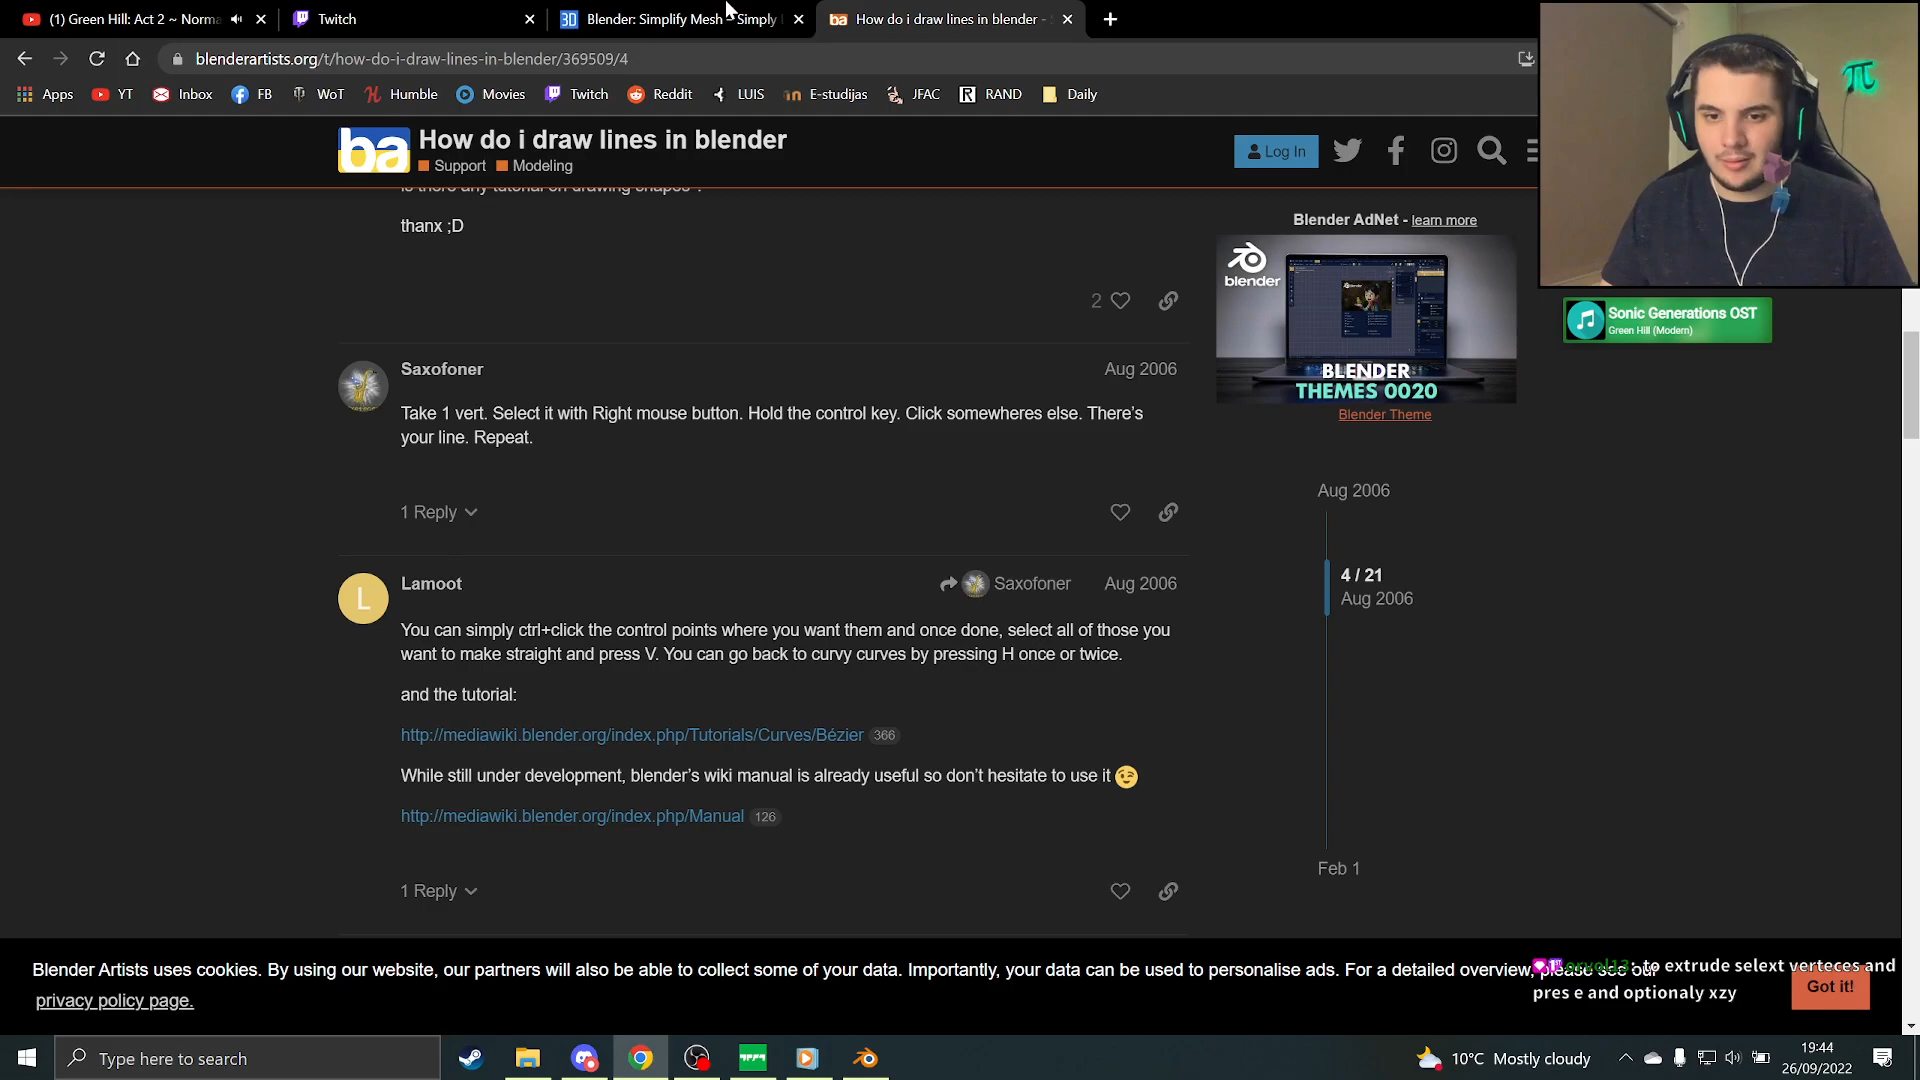 (1) Green Hill: Act 2 ~ Norma
Twitch
Blender: Simplify Mesh – Simply
How do i draw lines in blender -
blenderartists.org/t/how-do-i-draw-lines-in-blender/369509/4
Apps
YT
Inbox
FB
WoT
Humble
Movies
Twitch
Reddit
LUIS
E-studijas
JFAC
RAND
Daily
ba
How do i draw lines in blender
Support
Modeling
Log In
is there any tutorial on drawing shapes ?
thanx ;D
2
Blender AdNet - learn more
blender
BLENDER
THEMES 0020
Blender Theme
Sonic Generations OST
Green Hill (Modern)
Saxofoner
Aug 2006
Take 1 vert. Select it with Right mouse button. Hold the control key. Click somewheres else. There’s
your line. Repeat.
1 Reply
Aug 2006
4 / 21
Aug 2006
Feb 1
L
Lamoot
Saxofoner
Aug 2006
You can simply ctrl+click the control points where you want them and once done, select all of those you
want to make straight and press V. You can go back to curvy curves by pressing H once or twice.
and the tutorial:
http://mediawiki.blender.org/index.php/Tutorials/Curves/Bézier 366
While still under development, blender’s wiki manual is already useful so don’t hesitate to use it
http://mediawiki.blender.org/index.php/Manual 126
1 Reply
Blender Artists uses cookies. By using our website, our partners will also be able to collect some of your data. Importantly, your data can be used to personalise ads. For a detailed overview, please see our
privacy policy page.
Got it!
orvol13: to extrude selext verteces and
pres e and optionaly xzy
Type here to search
10°C Mostly cloudy
19:44
26/09/2022